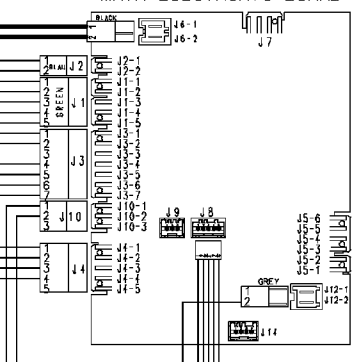 BLACK
1
2
J6-1
J6-2
J7
1
2
BLAU
J2
J2-1
J2-2
1
2
3
4
5
GREEN
J1
J1-1
J1-2
J1-3
J1-4
J1-5
1
2
3
4
5
6
7
J3
J3-1
J3-2
J3-3
J3-4
J3-5
J3-6
J3-7
1
2
3
J10
J10-1
J10-2
J10-3
J9
J8
1
2
3
4
5
J4
J4-1
J4-2
J4-3
J4-4
J4-5
J5-6
J5-5
J5-4
J5-3
J5-2
J5-1
GREY
1
2
J12-1
J12-2
J14